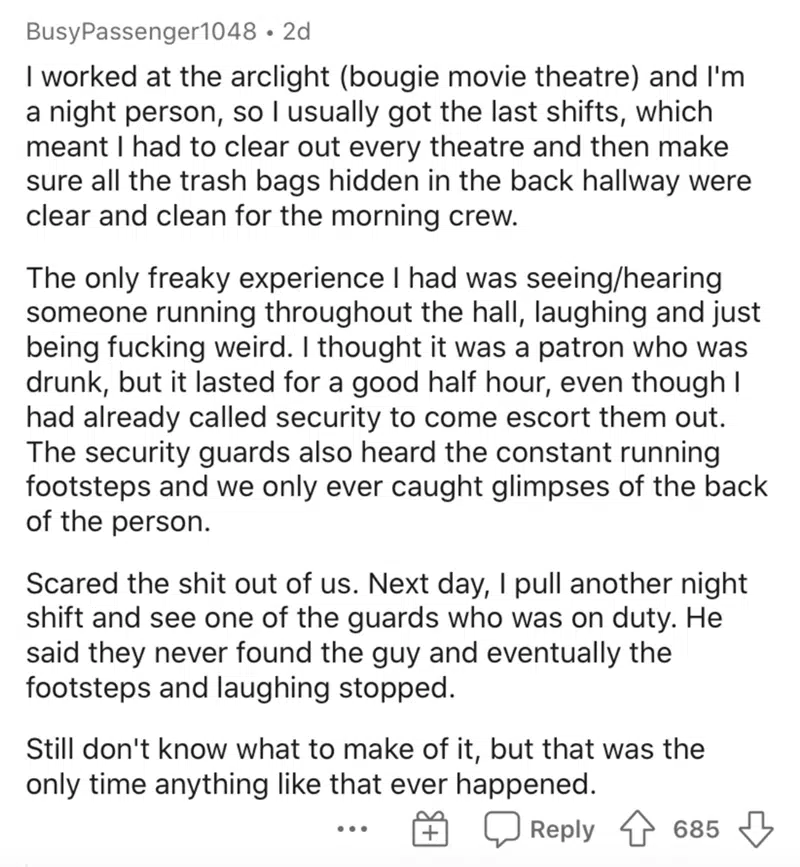 BusyPassenger1048 • 2d
I worked at the arclight (bougie movie theatre) and I'm
a night person, so I usually got the last shifts, which
meant I had to clear out every theatre and then make
sure all the trash bags hidden in the back hallway were
clear and clean for the morning crew.
The only freaky experience I had was seeing/hearing
someone running throughout the hall, laughing and just
being fucking weird. I thought it was a patron who was
drunk, but it lasted for a good half hour, even though I
had already called security to come escort them out.
The security guards also heard the constant running
footsteps and we only ever caught glimpses of the back
of the person.
Scared the shit out of us. Next day, I pull another night
shift and see one of the guards who was on duty. He
said they never found the guy and eventually the
footsteps and laughing stopped.
Still don't know what to make of it, but that was the
only time anything like that ever happened.
Reply 685